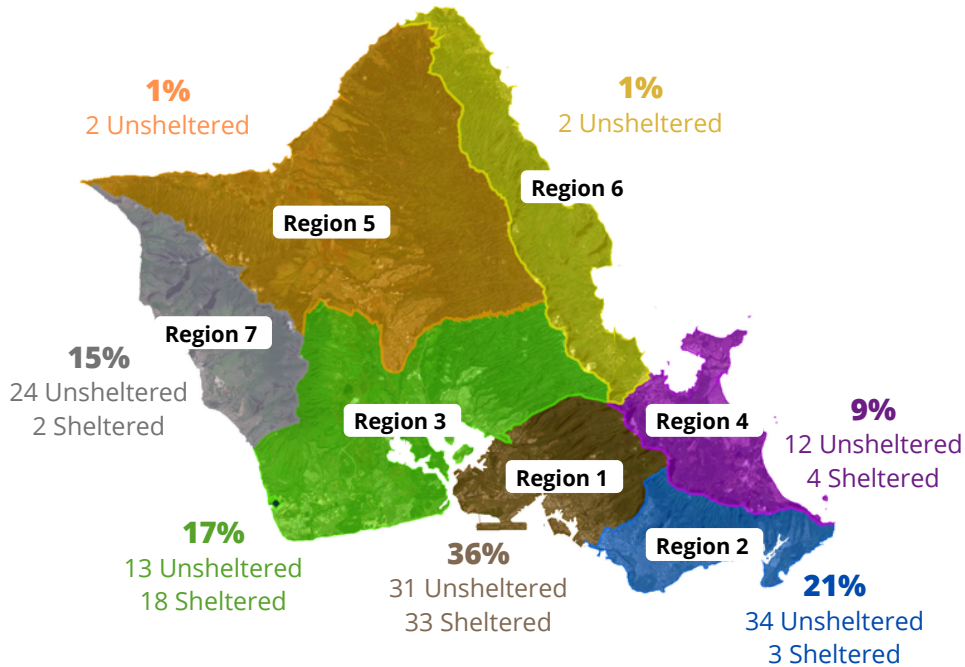 1%
2 Unsheltered
1%
2 Unsheltered
Region 6
Region 5
Region 7
15%
24 Unsheltered
2 Sheltered
Region 3
Region 4
9%
12 Unsheltered
4 Sheltered
Region 1
Region 2
17%
13 Unsheltered
18 Sheltered
36%
31 Unsheltered
33 Sheltered
21%
34 Unsheltered
3 Sheltered